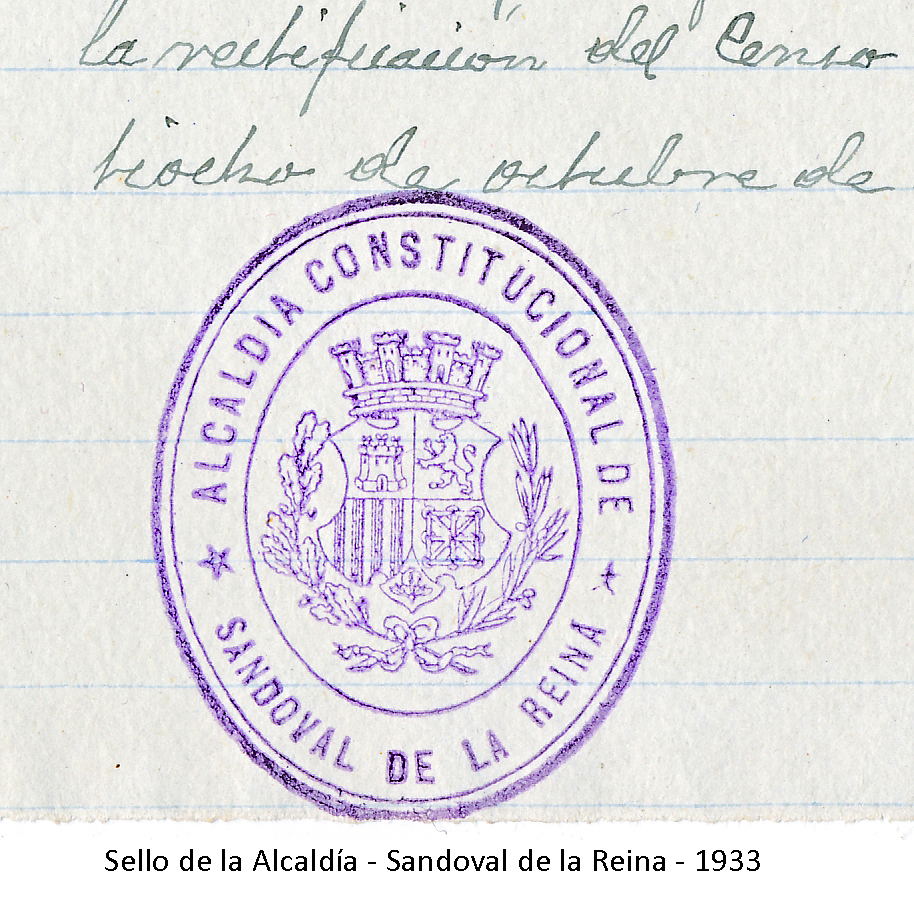 la rectificación del Censo
tiocho de octubre de
ALCALDIA CONSTITUCIONAL DE
SANDOVAL DE LA REINA
Sello de la Alcaldía - Sandoval de la Reina - 1933